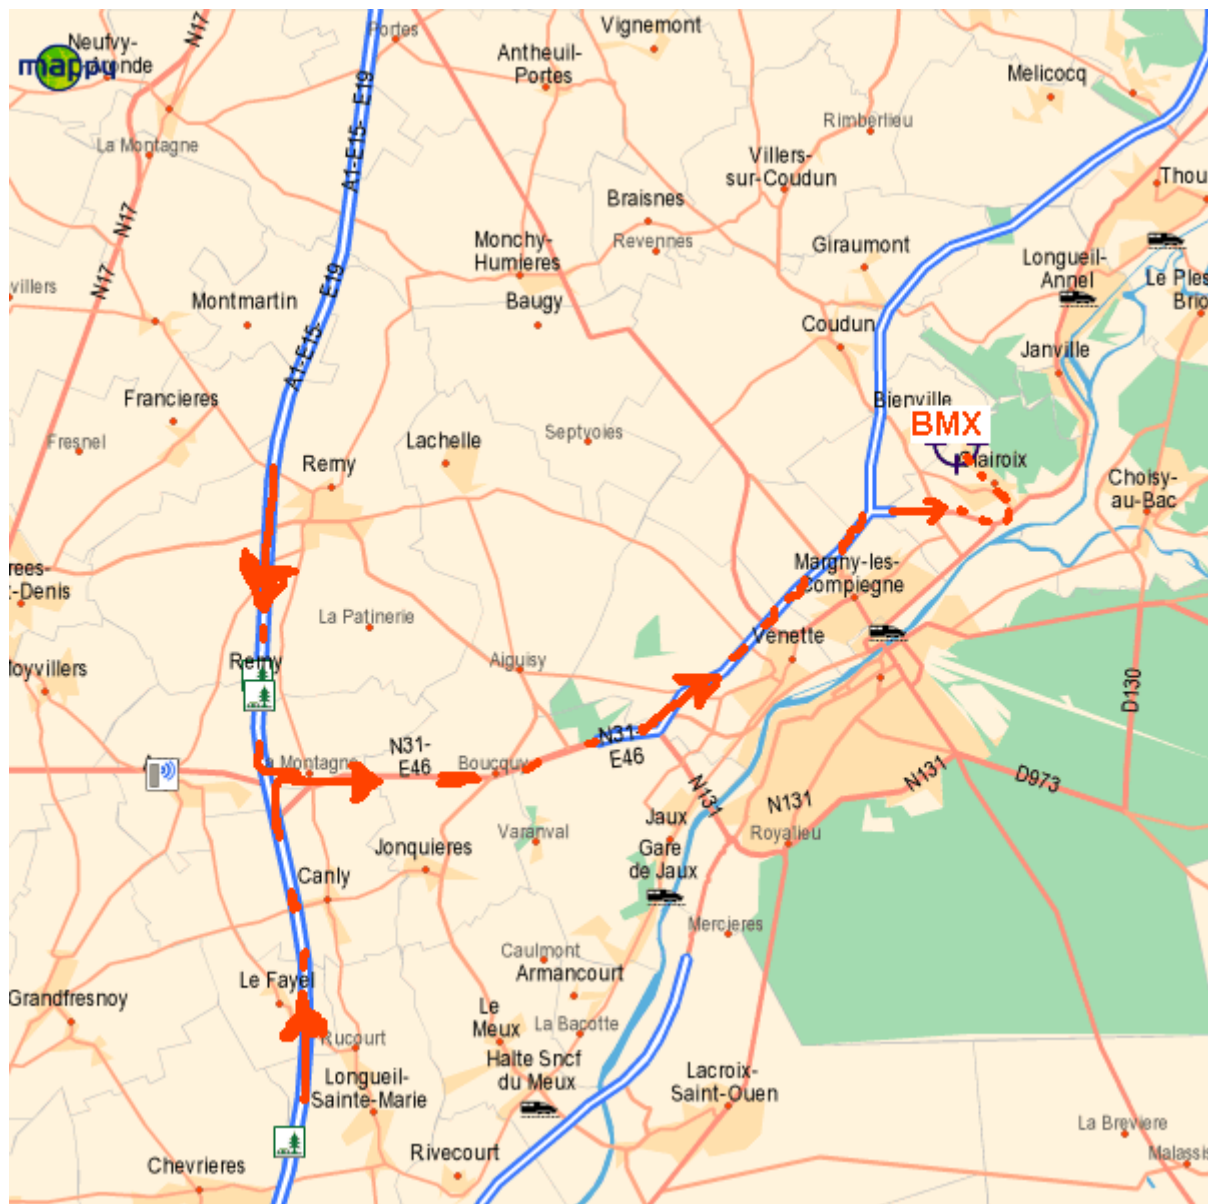 Portes
Vignemont
N17
Neufvy-
mappy
Antheuil-
Portes
Melicocq
A1-E15- E19
Rimberlieu
La Montagne
Villers-
sur-Coudun
Thou
Braisnes
N17
Monchy-
Humieres
Revennes
Giraumont
Longueil-
Annel
N17
villers
Montmartin
A1-E15- E19
Baugy
Le Ples
Brio
Coudun
Janville
Francieres
Bienville
BMX
Fresnel
Lachelle
Septvoies
Remy
Choisy-
au-Bac
Margny-les-
Compiegne
rees-
t-Denis
La Patinerie
Venette
Remy
Aiguisy
oyvillers
D130
N31-
E46
N31-
E46
La Montagne
Boucquy
N131
D973
N131
N131
Varanval
Jaux
Royallieu
Jonquieres
Gare
de Jaux
Canly
Mercieres
Caulmont
Le Fayel
Armancourt
Grandfresnoy
Le
Meux
La Bacotte
Rucourt
Halte Sncf
du Meux
Longueil-
Sainte-Marie
Lacroix-
Saint-Ouen
La Breviere
Rivecourt
Malassis
Chevrieres